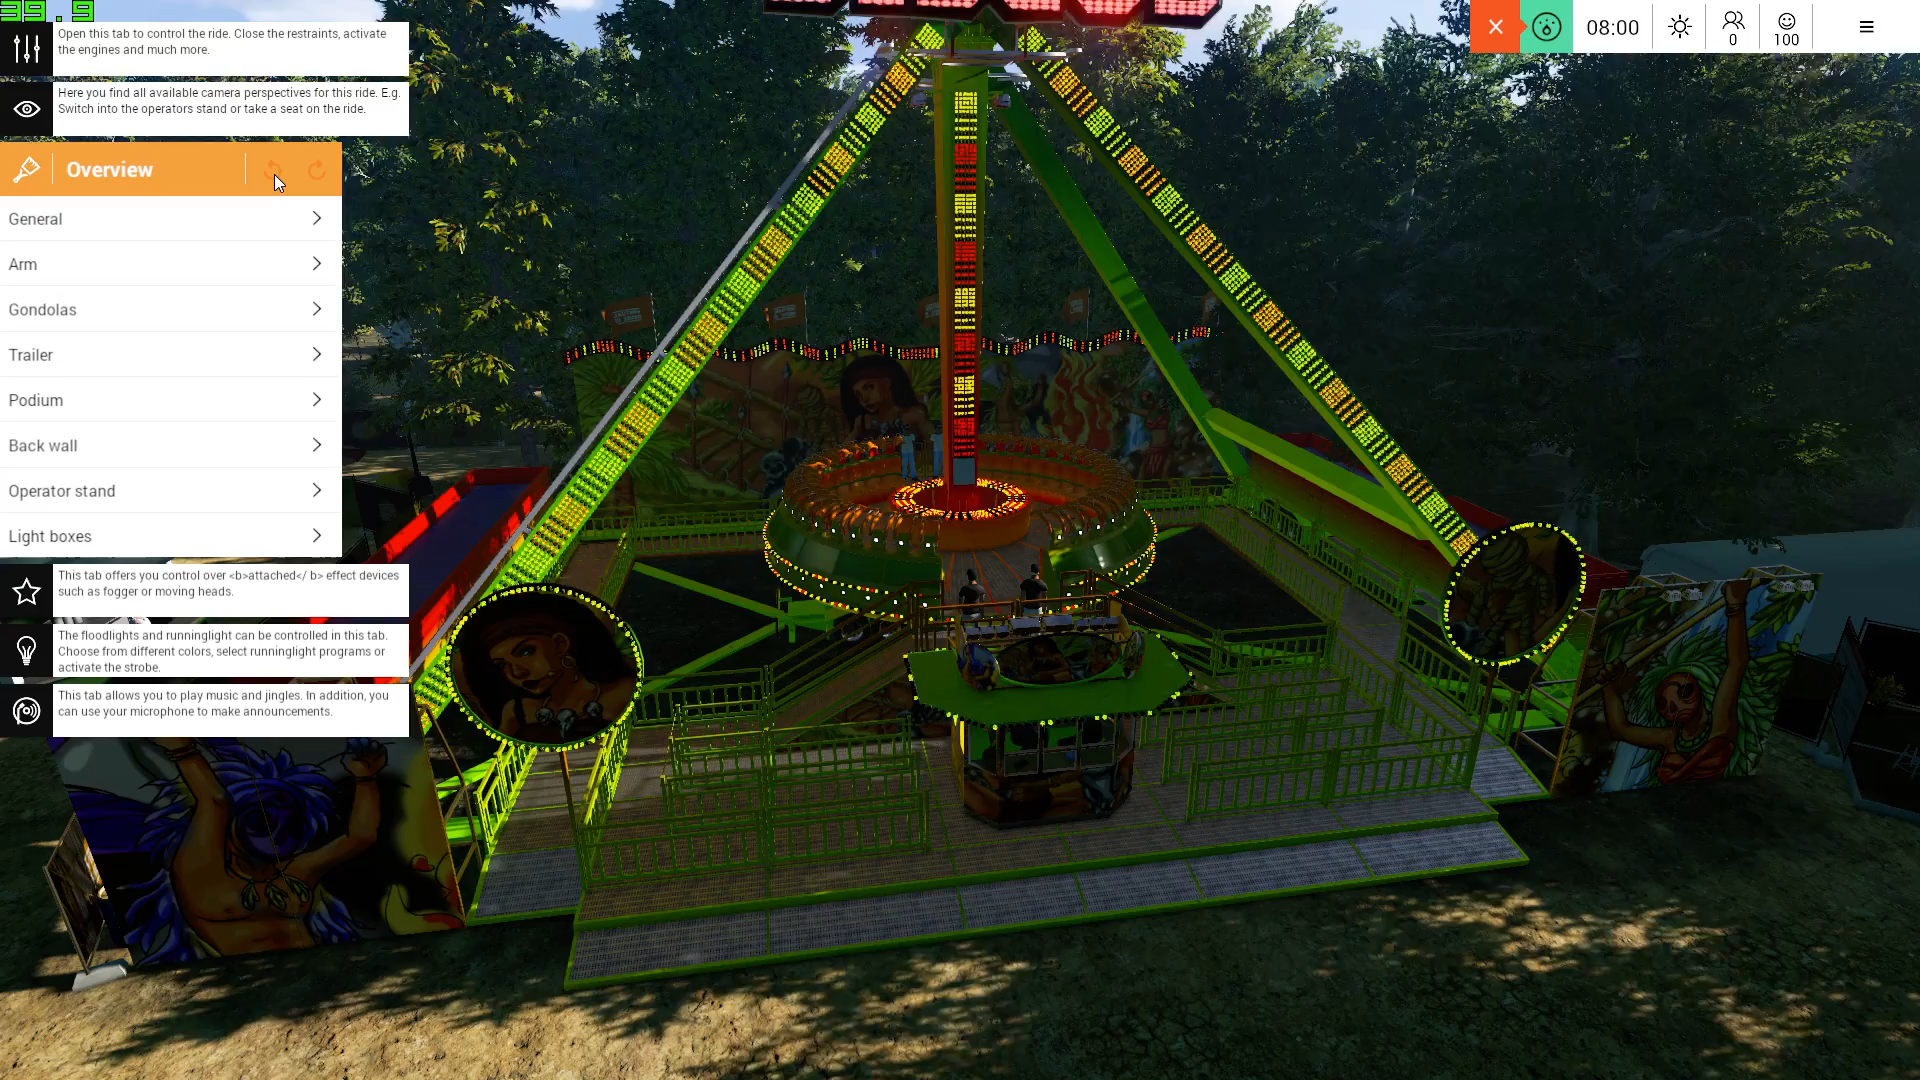 39.9
Open this tab to control the ride. Close the restraints, activate
the engines and much more.
Here you find all available camera perspectives for this ride. E.g.
Switch into the operators stand or take a seat on the ride.
Overview
General
Arm
Gondolas
Trailer
Podium
Back wall
Operator stand
Light boxes
This tab offers you control over <b>attached</ b> effect devices
such as fogger or moving heads.
The floodlights and runninglight can be controlled in this tab.
Choose from different colors, select runninglight programs or
activate the strobe.
This tab allows you to play music and jingles. In addition, you
can use your microphone to make announcements.
08:00
0
100